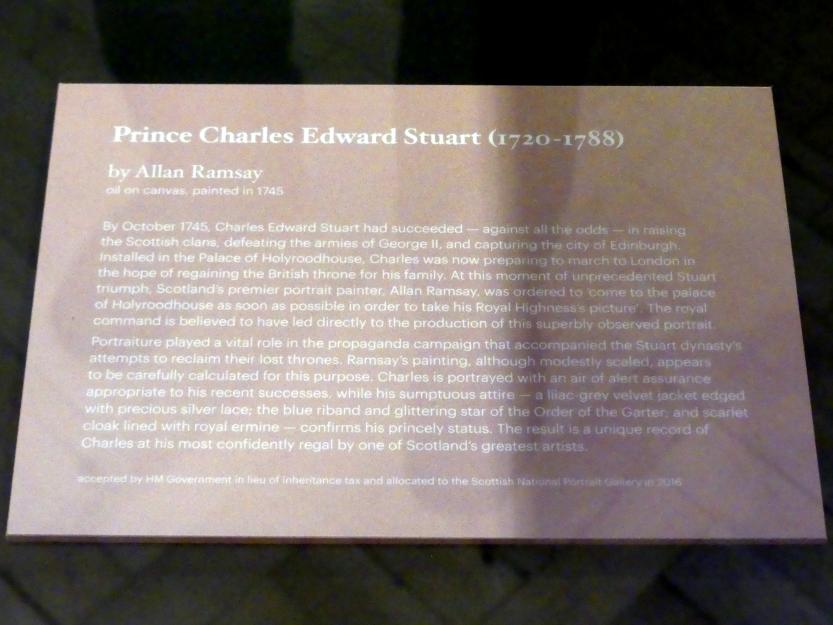 Prince Charles Edward Stuart (1720-1788)
by Allan Ramsay
oil on canvas, painted in 1745
By October 1745, Charles Edward Stuart had succeeded — against all the odds — in raising
the Scottish clans, defeating the armies of George II, and capturing the city of Edinburgh.
Installed in the Palace of Holyroodhouse, Charles was now preparing to march to London in
the hope of regaining the British throne for his family. At this moment of unprecedented Stuart
triumph, Scotland's premier portrait painter, Allan Ramsay, was ordered to 'come to the palace
of Holyroodhouse as soon as possible in order to take his Royal Highness's picture'. The royal
command is believed to have led directly to the production of this superbly observed portrait.
Portraiture played a vital role in the propaganda campaign that accompanied the Stuart dynasty's
attempts to reclaim their lost thrones. Ramsay's painting, although modestly scaled, appears
to be carefully calculated for this purpose. Charles is portrayed with an air of alert assurance
appropriate to his recent successes, while his sumptuous attire — a lilac-grey velvet jacket edged
with precious silver lace; the blue riband and glittering star of the Order of the Garter; and scarlet
cloak lined with royal ermine — confirms his princely status. The result is a unique record of
Charles at his most confidently regal by one of Scotland's greatest artists.
accepted by HM Government in lieu of inheritance tax and allocated to the Scottish National Portrait Gallery in 2016